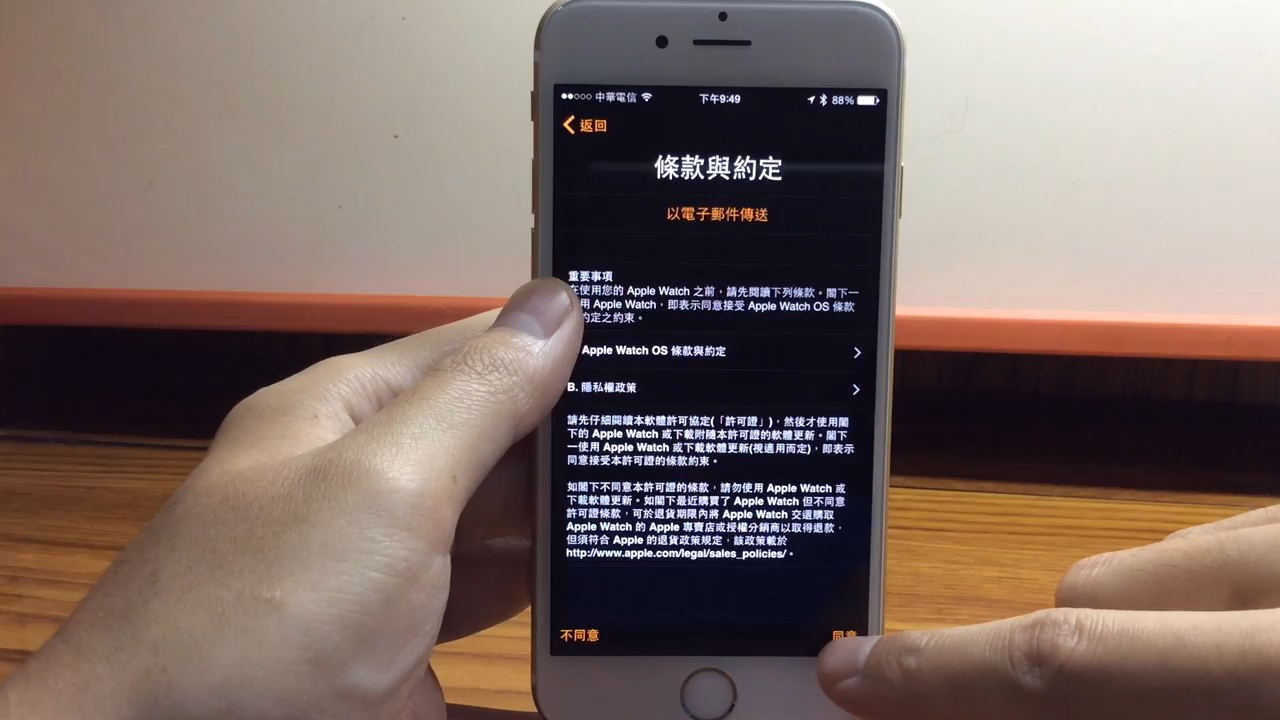 中華電信 下午9:49 88%
返回
條款與約定
以電子郵件傳送
重要事項
在使用您的 Apple Watch 之前，請先閱讀下列條款。閣下一
用 Apple Watch，即表示同意接受 Apple Watch OS 條款
約定之約束。
Apple Watch OS 條款與約定
B. 隱私權政策
請先仔細閱讀本軟體許可協定(「許可證」)，然後才使用閣
下的 Apple Watch 或下載附隨本許可證的軟體更新。閣下
一使用 Apple Watch 或下載軟體更新(視適用而定)，即表示
同意接受本許可證的條款約束。
如閣下不同意本許可證的條款，請勿使用 Apple Watch 或
下載軟體更新。如閣下最近購買了 Apple Watch 但不同意
許可證條款，可於退貨期限內將 Apple Watch 交還購取
Apple Watch 的 Apple 專賣店或授權分銷商以取得退款，
但須符合 Apple 的退貨政策規定，該政策載於
http://www.apple.com/legal/sales_policies/。
不同意 同意